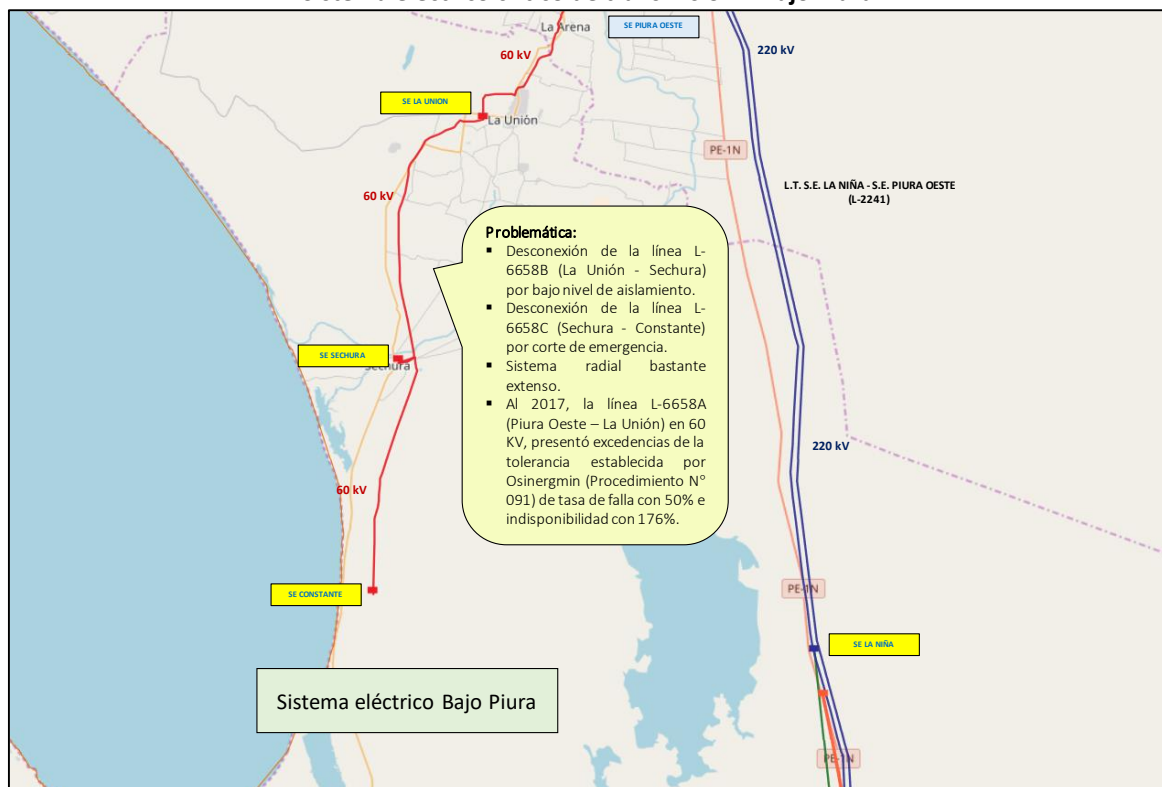 La Arena
SE PIURA OESTE
60 kV
220 kV
SE LA UNION
La Unión
PE-1N
L.T. S.E. LA NIÑA - S.E. PIURA OESTE
(L-2241)
60 kV
Problemática:
▪ Desconexión de la línea L-
6658B (La Unión - Sechura)
por bajo nivel de aislamiento.
▪ Desconexión de la línea L-
6658C (Sechura - Constante)
por corte de emergencia.
▪ Sistema radial bastante
extenso.
▪ Al 2017, la línea L-6658A
(Piura Oeste – La Unión) en 60
KV, presentó excedencias de la
tolerancia establecida por
Osinergmin (Procedimiento N°
091) de tasa de falla con 50% e
indisponibilidad con 176%.
SE SECHURA
Sechura
220 kV
60 kV
PE-1N
SE CONSTANTE
SE LA NIÑA
Sistema eléctrico Bajo Piura
PE-1N